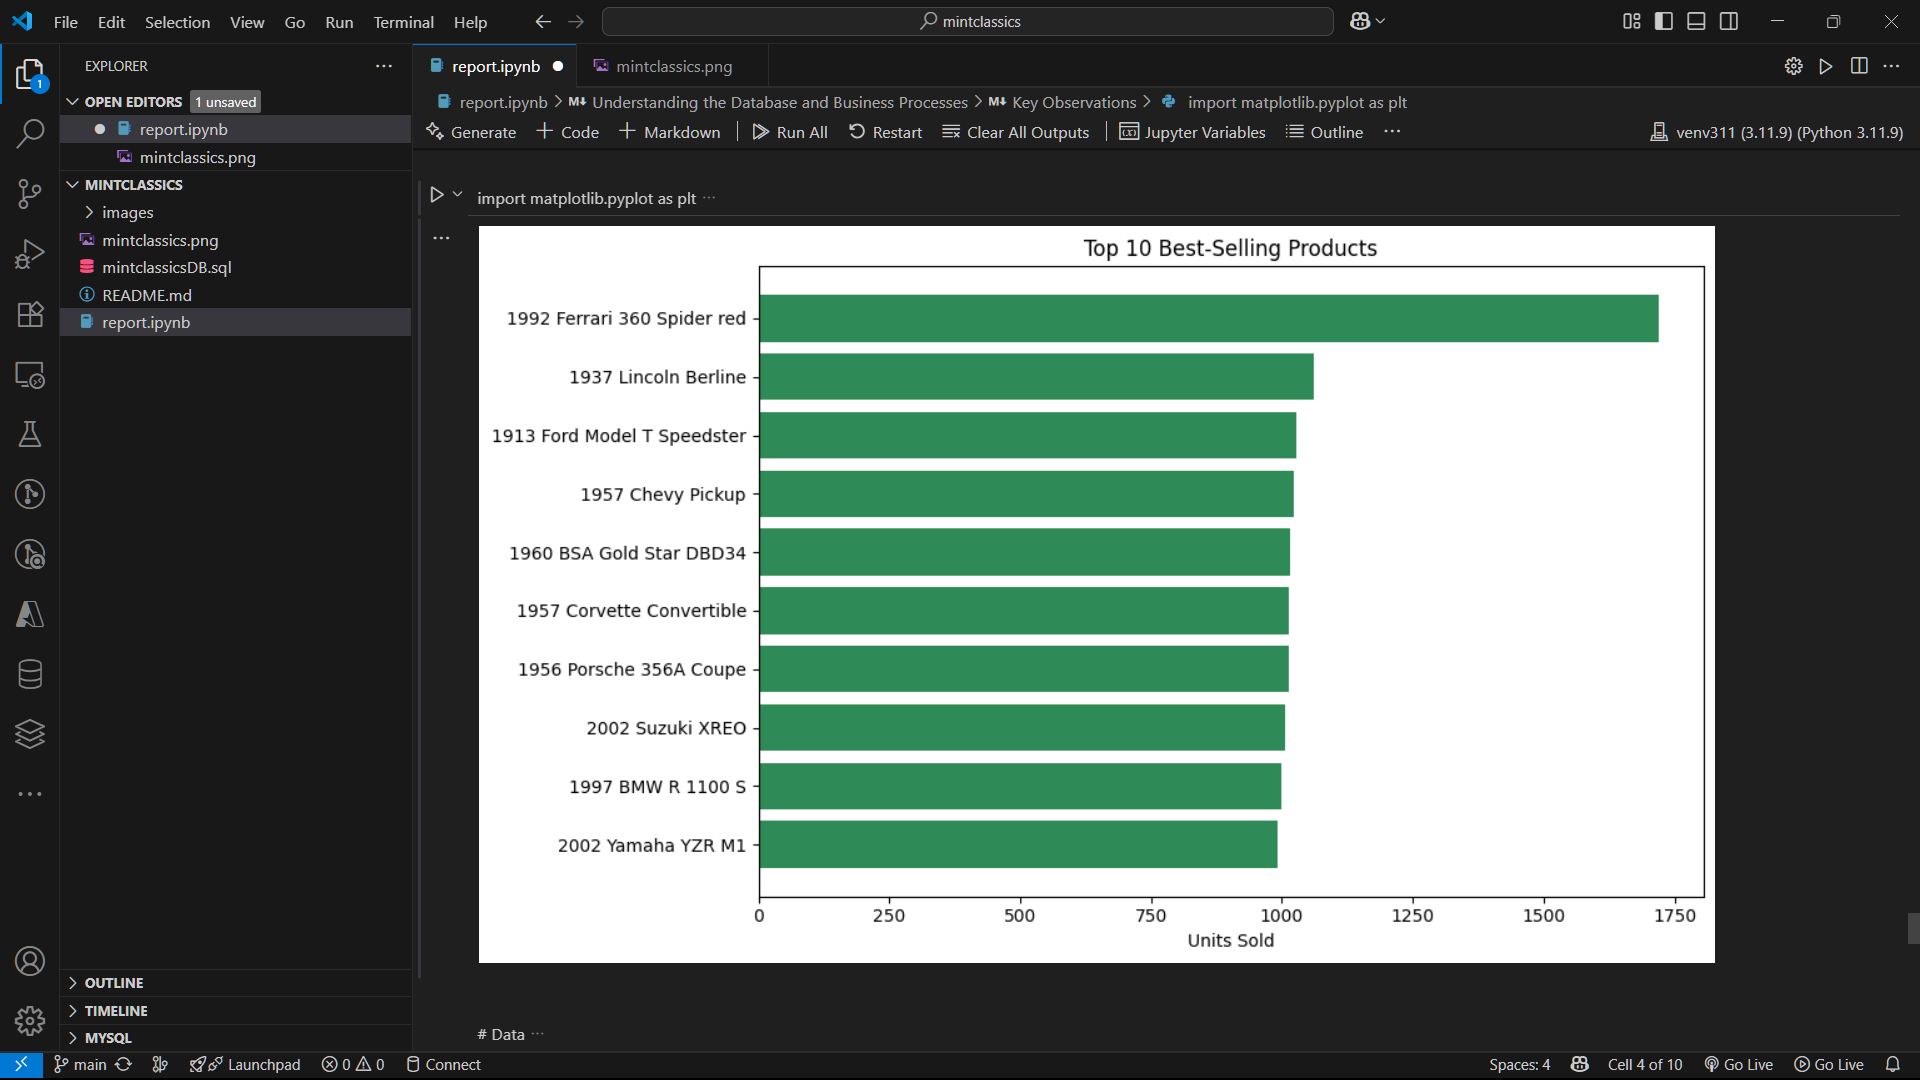 File Edit Selection View Go Run Terminal Help
mintclassics
EXPLORER
OPEN EDITORS 1 unsaved
report.ipynb
mintclassics.png
MINTCLASSICS
images
mintclassics.png
mintclassicsDB.sql
README.md
report.ipynb
OUTLINE
TIMELINE
MYSQL
report.ipynb
mintclassics.png
report.ipynb > M↓ Understanding the Database and Business Processes > M↓ Key Observations > import matplotlib.pyplot as plt
Generate + Code + Markdown Run All Restart Clear All Outputs Jupyter Variables Outline ...
venv311 (3.11.9) (Python 3.11.9)
import matplotlib.pyplot as plt ...
Top 10 Best-Selling Products
1992 Ferrari 360 Spider red
1937 Lincoln Berline
1913 Ford Model T Speedster
1957 Chevy Pickup
1960 BSA Gold Star DBD34
1957 Corvette Convertible
1956 Porsche 356A Coupe
2002 Suzuki XREO
1997 BMW R 1100 S
2002 Yamaha YZR M1
0 250 500 750 1000 1250 1500 1750
Units Sold
# Data ...
main Launchpad 0 0 Connect
Spaces: 4 Cell 4 of 10 Go Live Go Live
1